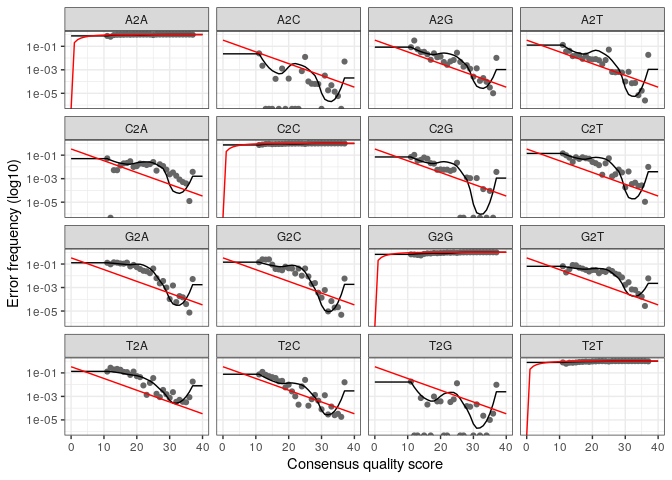 A2A A2C A2G A2T
1e-01
1e-03
1e-05
C2A C2C C2G C2T
1e-01
1e-03
1e-05
G2A G2C G2G G2T
1e-01
1e-03
1e-05
T2A T2C T2G T2T
1e-01
1e-03
1e-05
0 10 20 30 40 0 10 20 30 40 0 10 20 30 40 0 10 20 30 40
Consensus quality score
Error frequency (log10)